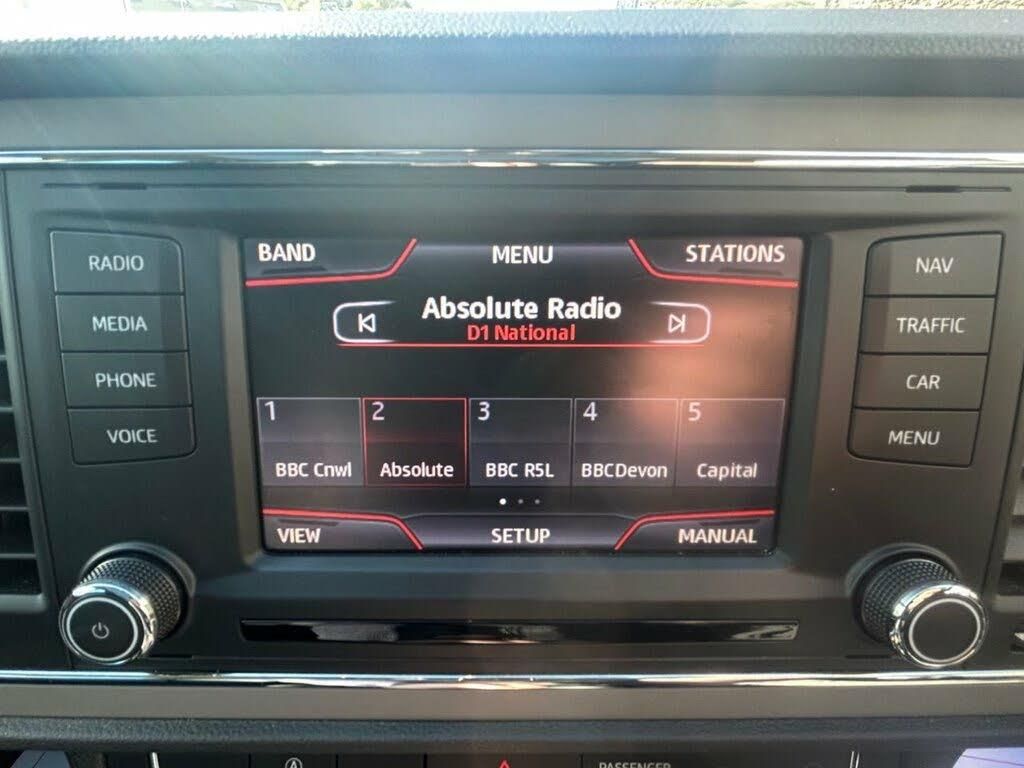 BAND MENU STATIONS
RADIO
NAV
Absolute Radio
D1 National
MEDIA
TRAFFIC
PHONE
CAR
1 2 3 4 5
VOICE
MENU
BBC Cnwl Absolute BBC R5L BBCDevon Capital
VIEW SETUP MANUAL
A
PASSENGER